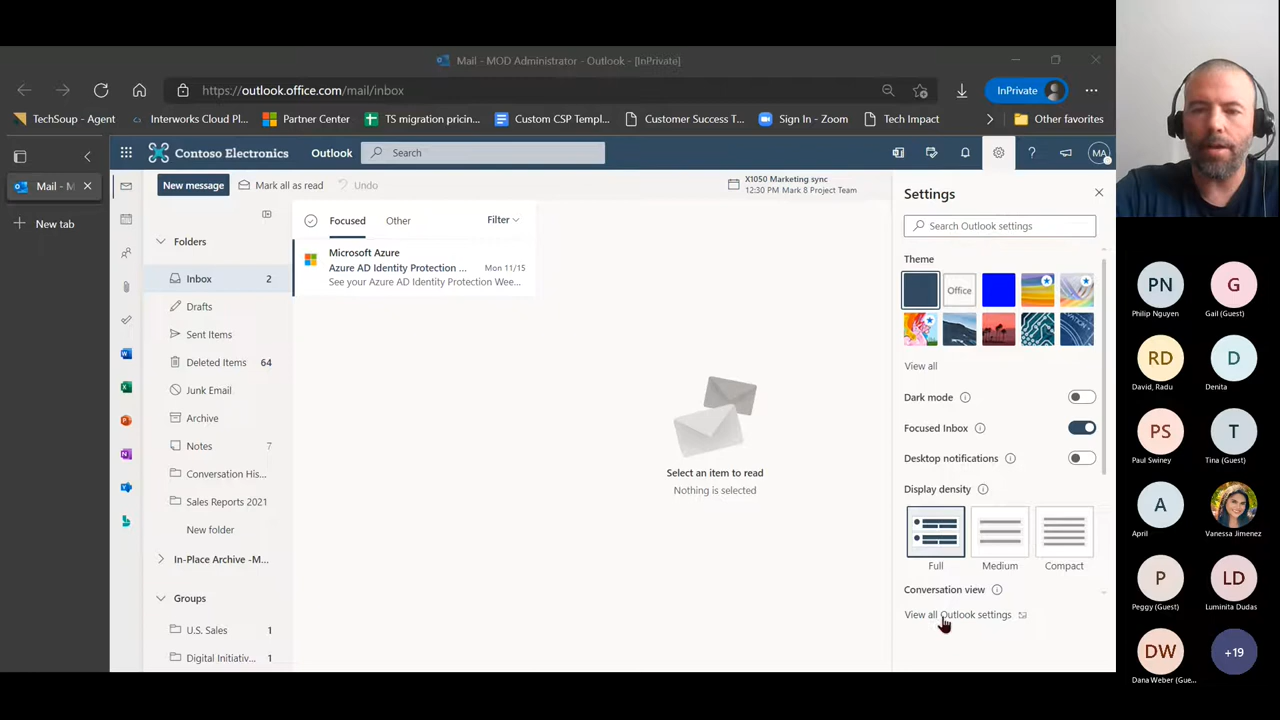 Mail - MOD Administrator - Outlook - [InPrivate]
https://outlook.office.com/mail/inbox
InPrivate
TechSoup - Agent
Interworks Cloud Pl...
Partner Center
TS migration pricin...
Custom CSP Templ...
Customer Success T...
Sign In - Zoom
Tech Impact
Other favorites
Mail - M
New tab
Contoso Electronics
Outlook
Search
MA
New message
Mark all as read
Undo
X1050 Marketing sync
12:30 PM Mark 8 Project Team
Folders
Inbox 2
Drafts
Sent Items
Deleted Items 64
Junk Email
Archive
Notes 7
Conversation His...
Sales Reports 2021
New folder
In-Place Archive -M...
Groups
U.S. Sales 1
Digital Initiativ... 1
Focused
Other
Filter
Microsoft Azure
Azure AD Identity Protection ... Mon 11/15
See your Azure AD Identity Protection Wee...
Select an item to read
Nothing is selected
Settings
Search Outlook settings
Theme
Office
View all
Dark mode
Focused Inbox
Desktop notifications
Display density
Full
Medium
Compact
Conversation view
View all Outlook settings
PN
Philip Nguyen
G
Gail (Guest)
RD
David, Radu
D
Denita
PS
Paul Swiney
T
Tina (Guest)
A
April
Vanessa Jimenez
P
Peggy (Guest)
LD
Luminita Dudas
DW
Dana Weber (Gue...
+19